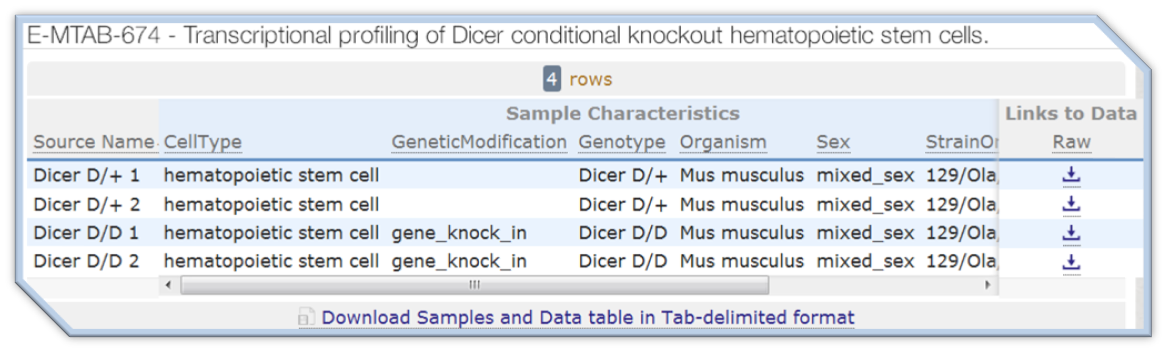 E-MTAB-674 - Transcriptional profiling of Dicer conditional knockout hematopoietic stem cells.
4 rows
Sample Characteristics Links to Data
Source Name CellType GeneticModification Genotype Organism Sex StrainOr Raw
Dicer D/+ 1 hematopoietic stem cell Dicer D/+ Mus musculus mixed_sex 129/Ola,
Dicer D/+ 2 hematopoietic stem cell Dicer D/+ Mus musculus mixed_sex 129/Ola,
Dicer D/D 1 hematopoietic stem cell gene_knock_in Dicer D/D Mus musculus mixed_sex 129/Ola,
Dicer D/D 2 hematopoietic stem cell gene_knock_in Dicer D/D Mus musculus mixed_sex 129/Ola,
Download Samples and Data table in Tab-delimited format